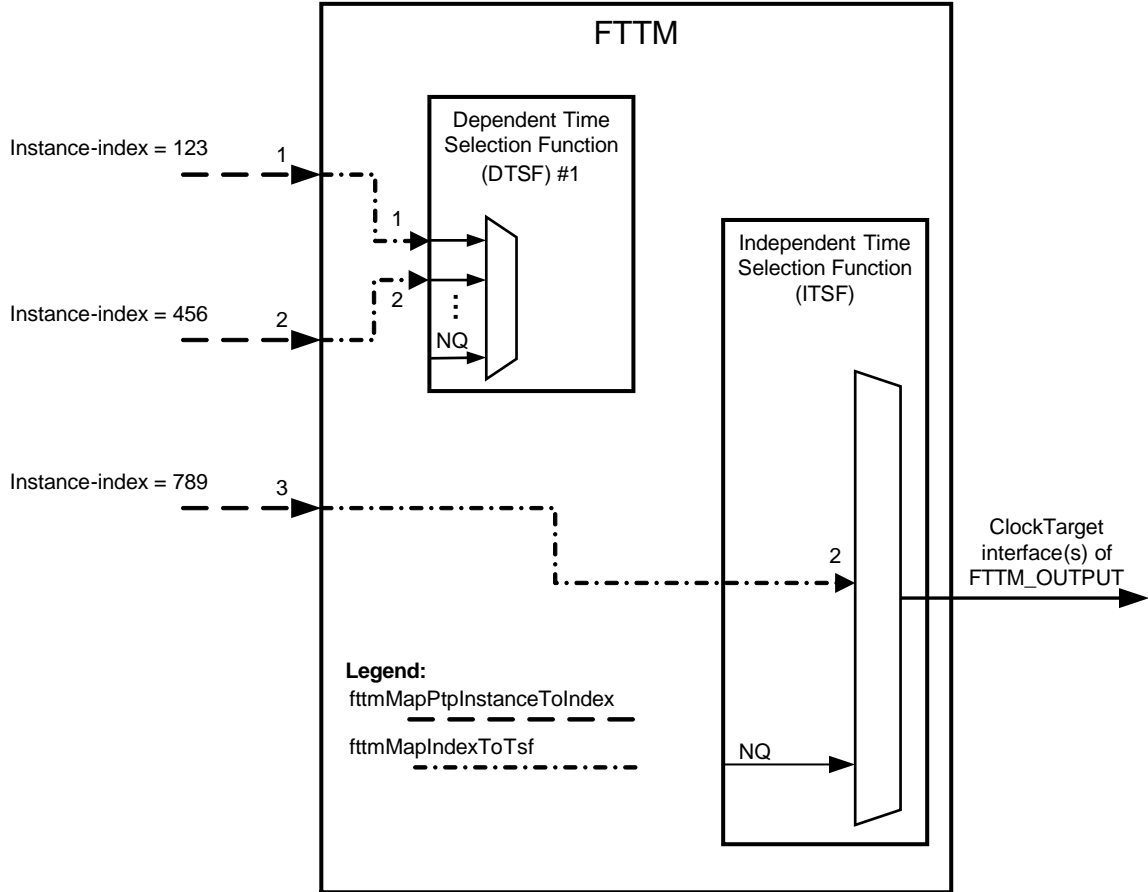 FTTM
Dependent Time
Selection Function
(DTSF) #1
Instance-index = 123
1
1
2
NQ
Instance-index = 456
2
Independent Time
Selection Function
(ITSF)
Instance-index = 789
3
2
ClockTarget
interface(s) of
FTTM_OUTPUT
NQ
Legend:
fttmMapPtpInstanceToIndex
fttmMapIndexToTsf